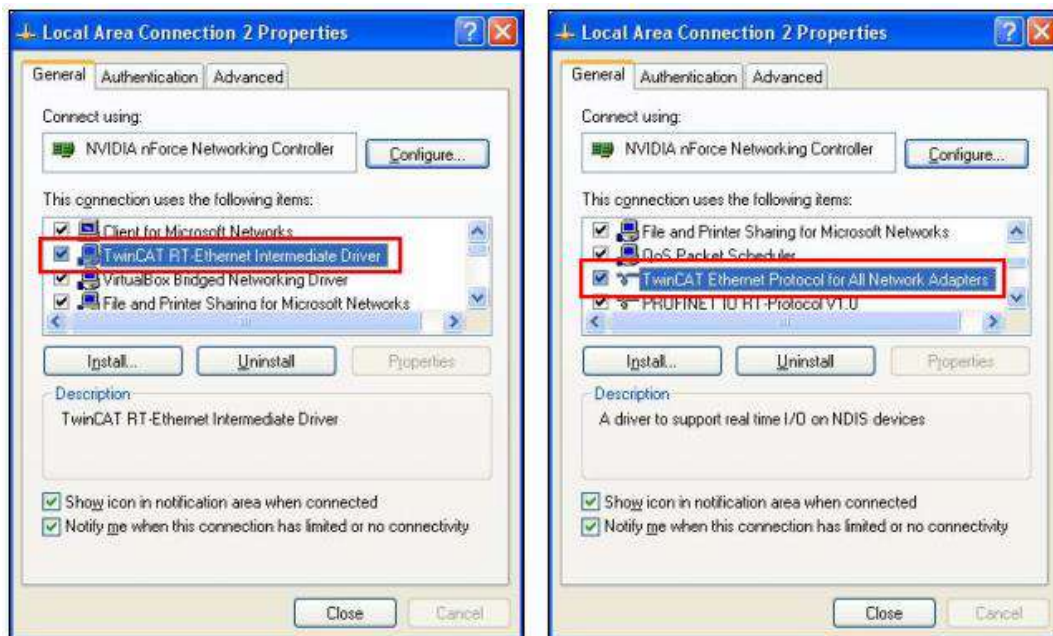 Local Area Connection 2 Properties
General Authentication Advanced
Connect using:
NVIDIA nForce Networking Controller Configure...
This connection uses the following items:
Client for Microsoft Networks
TwinCAT RT-Ethernet Intermediate Driver
VirtualBox Bridged Networking Driver
File and Printer Sharing for Microsoft Networks
Install... Uninstall Properties
Description
TwinCAT RT-Ethernet Intermediate Driver
Show icon in notification area when connected
Notify me when this connection has limited or no connectivity
Close Cancel
Local Area Connection 2 Properties
General Authentication Advanced
Connect using:
NVIDIA nForce Networking Controller Configure...
This connection uses the following items:
File and Printer Sharing for Microsoft Networks
QoS Packet Scheduler
TwinCAT Ethernet Protocol for All Network Adapters
PROFINET IO RT-Protocol V1.0
Install... Uninstall Properties
Description
A driver to support real time I/O on NDIS devices
Show icon in notification area when connected
Notify me when this connection has limited or no connectivity
Close Cancel